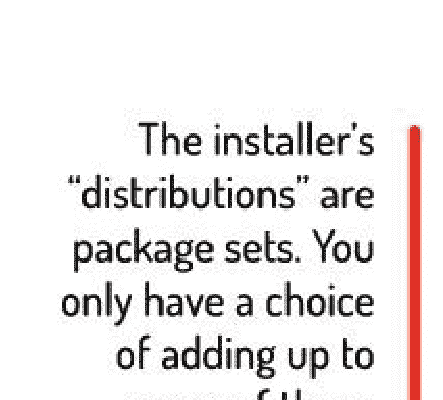 The installer’s
“distributions” are
package sets. You
only have a choice
of adding up to